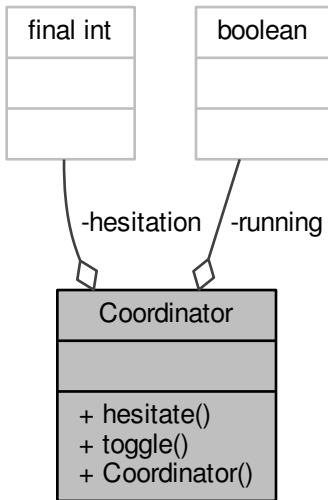 final int
boolean
-hesitation
-running
Coordinator
+ hesitate()
+ toggle()
+ Coordinator()